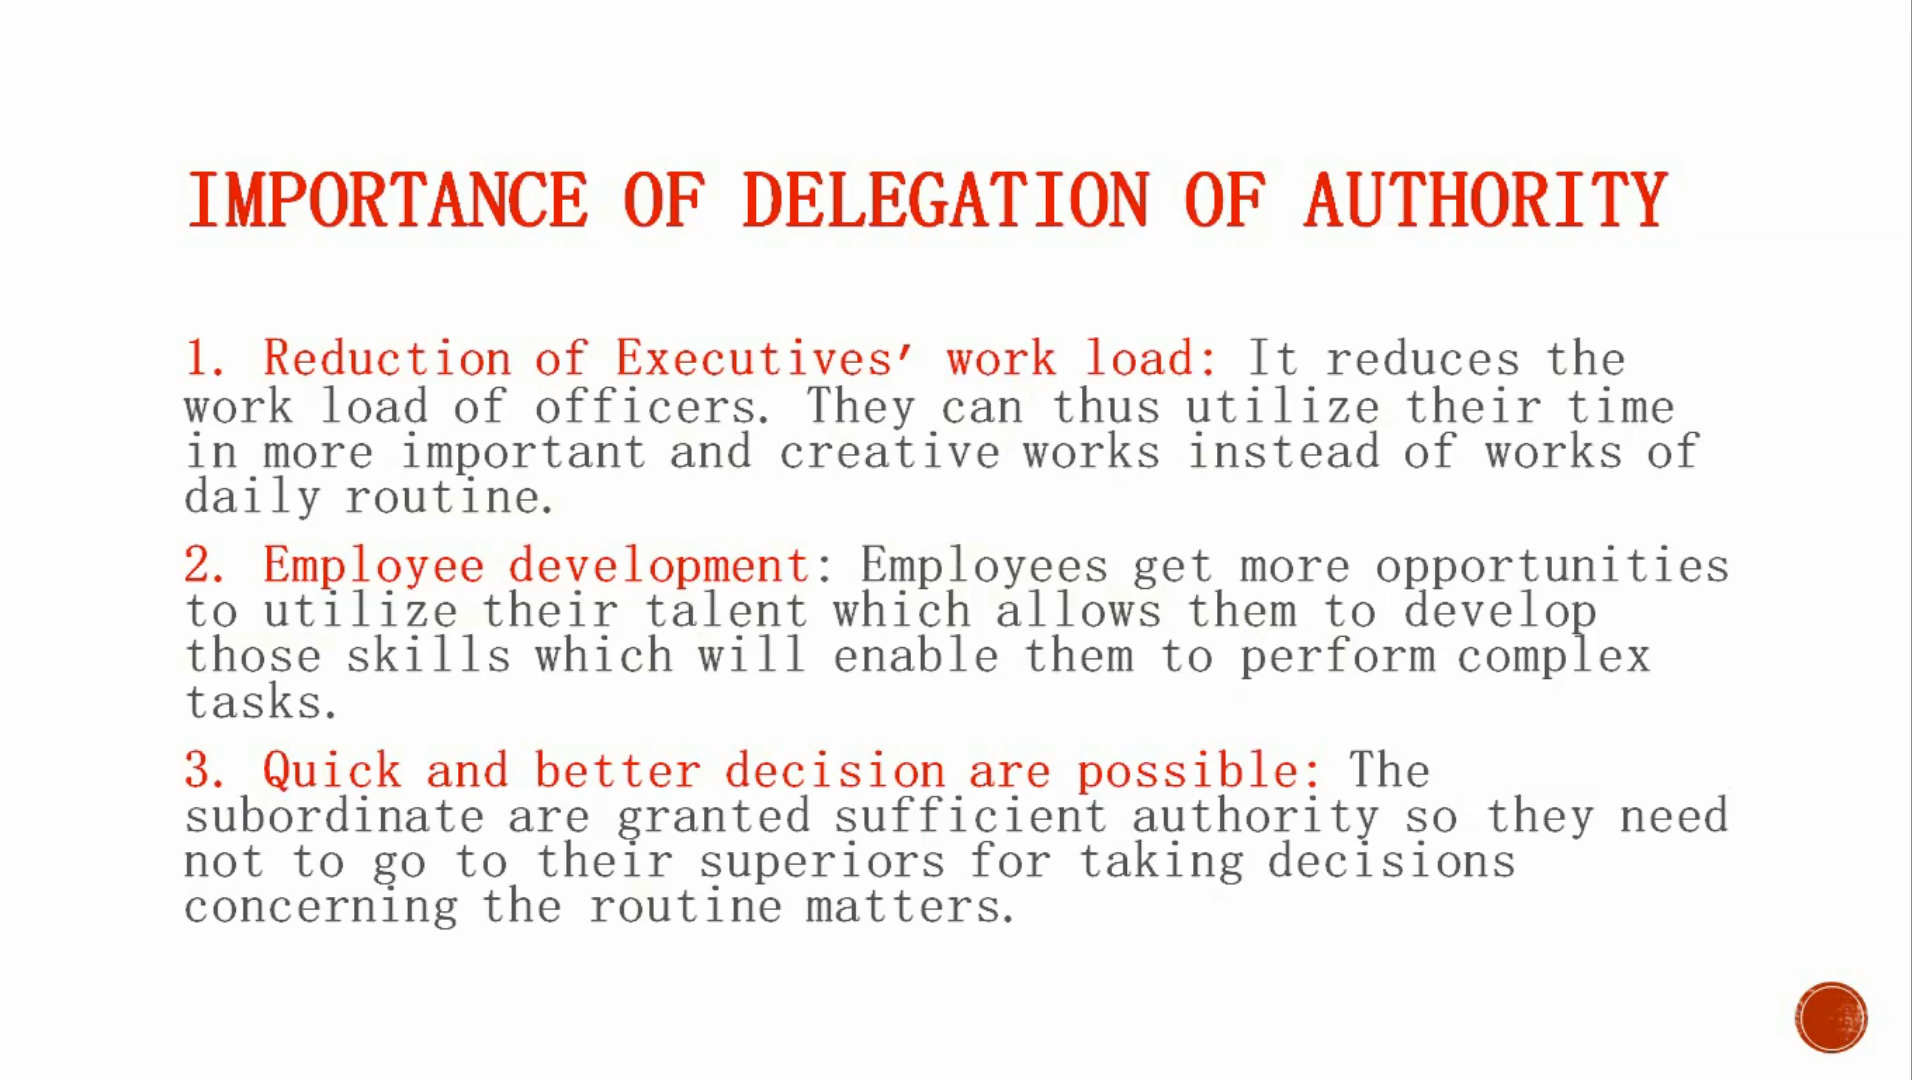 IMPORTANCE OF DELEGATION OF AUTHORITY
1. Reduction of Executives’ work load: It reduces the
work load of officers. They can thus utilize their time
in more important and creative works instead of works of
daily routine.
2. Employee development: Employees get more opportunities
to utilize their talent which allows them to develop
those skills which will enable them to perform complex
tasks.
3. Quick and better decision are possible: The
subordinate are granted sufficient authority so they need
not to go to their superiors for taking decisions
concerning the routine matters.